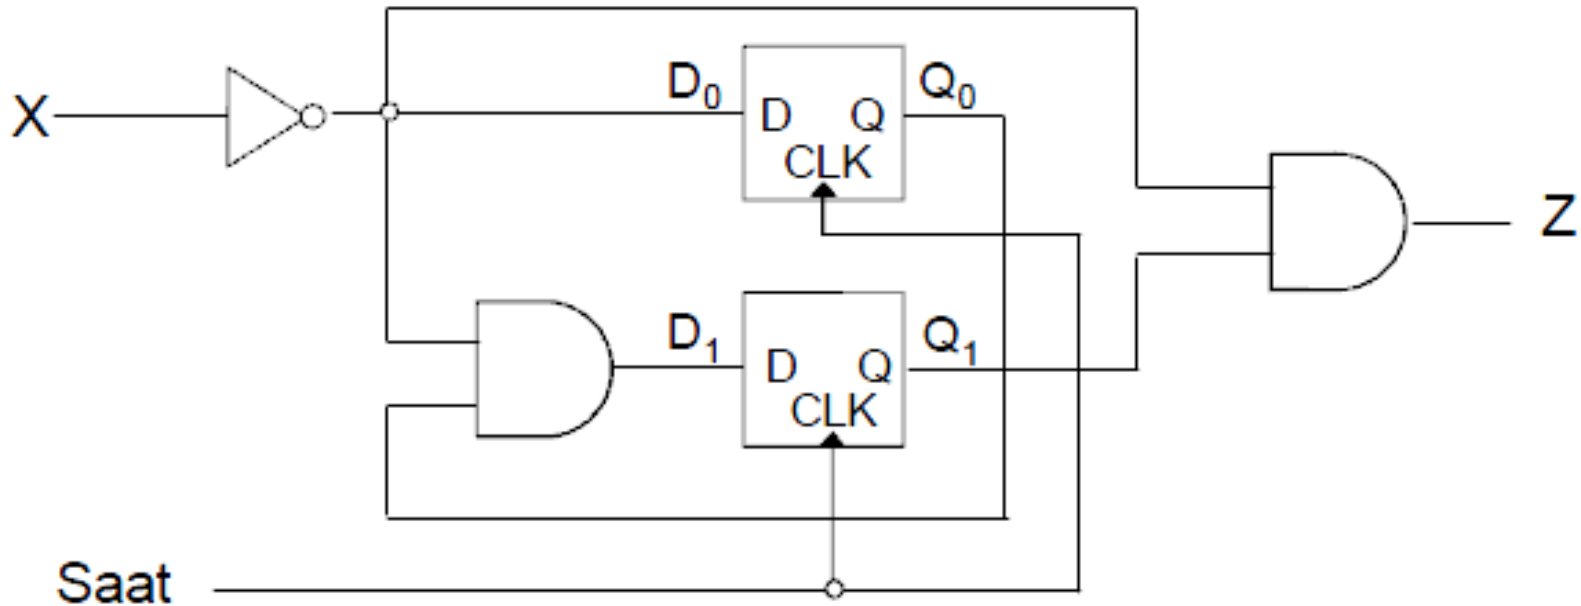 X
D₀
D Q
CLK
Q₀
Z
D₁
D Q
CLK
Q₁
Saat